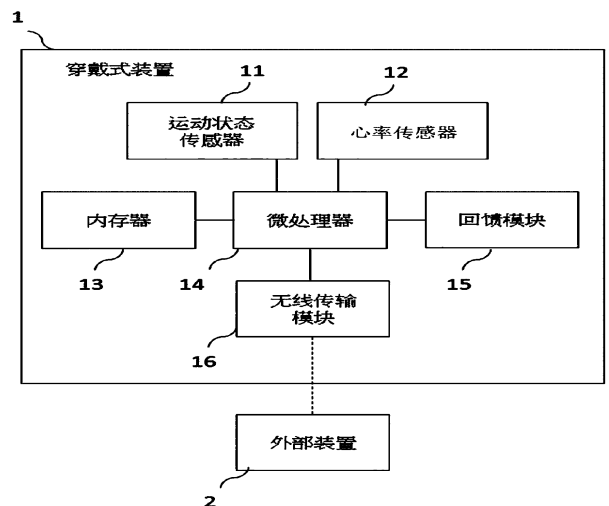 1
穿戴式装置
11
12
运动状态
传感器
心率传感器
内存器
微处理器
回馈模块
13
14
15
无线传输
模块
16
外部装置
2